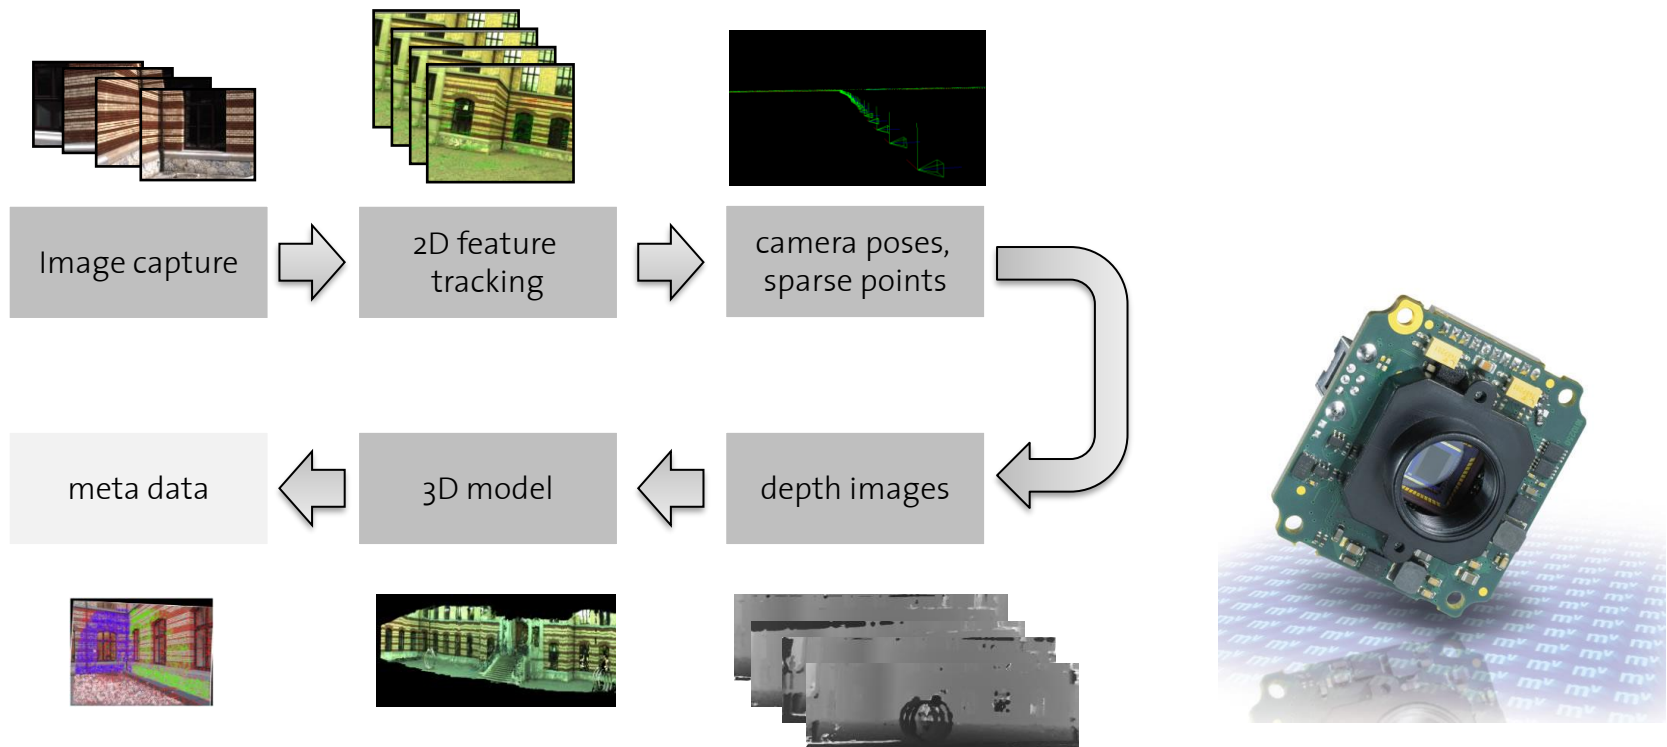 Image capture
2D feature
tracking
camera poses,
sparse points
meta data
3D model
depth images